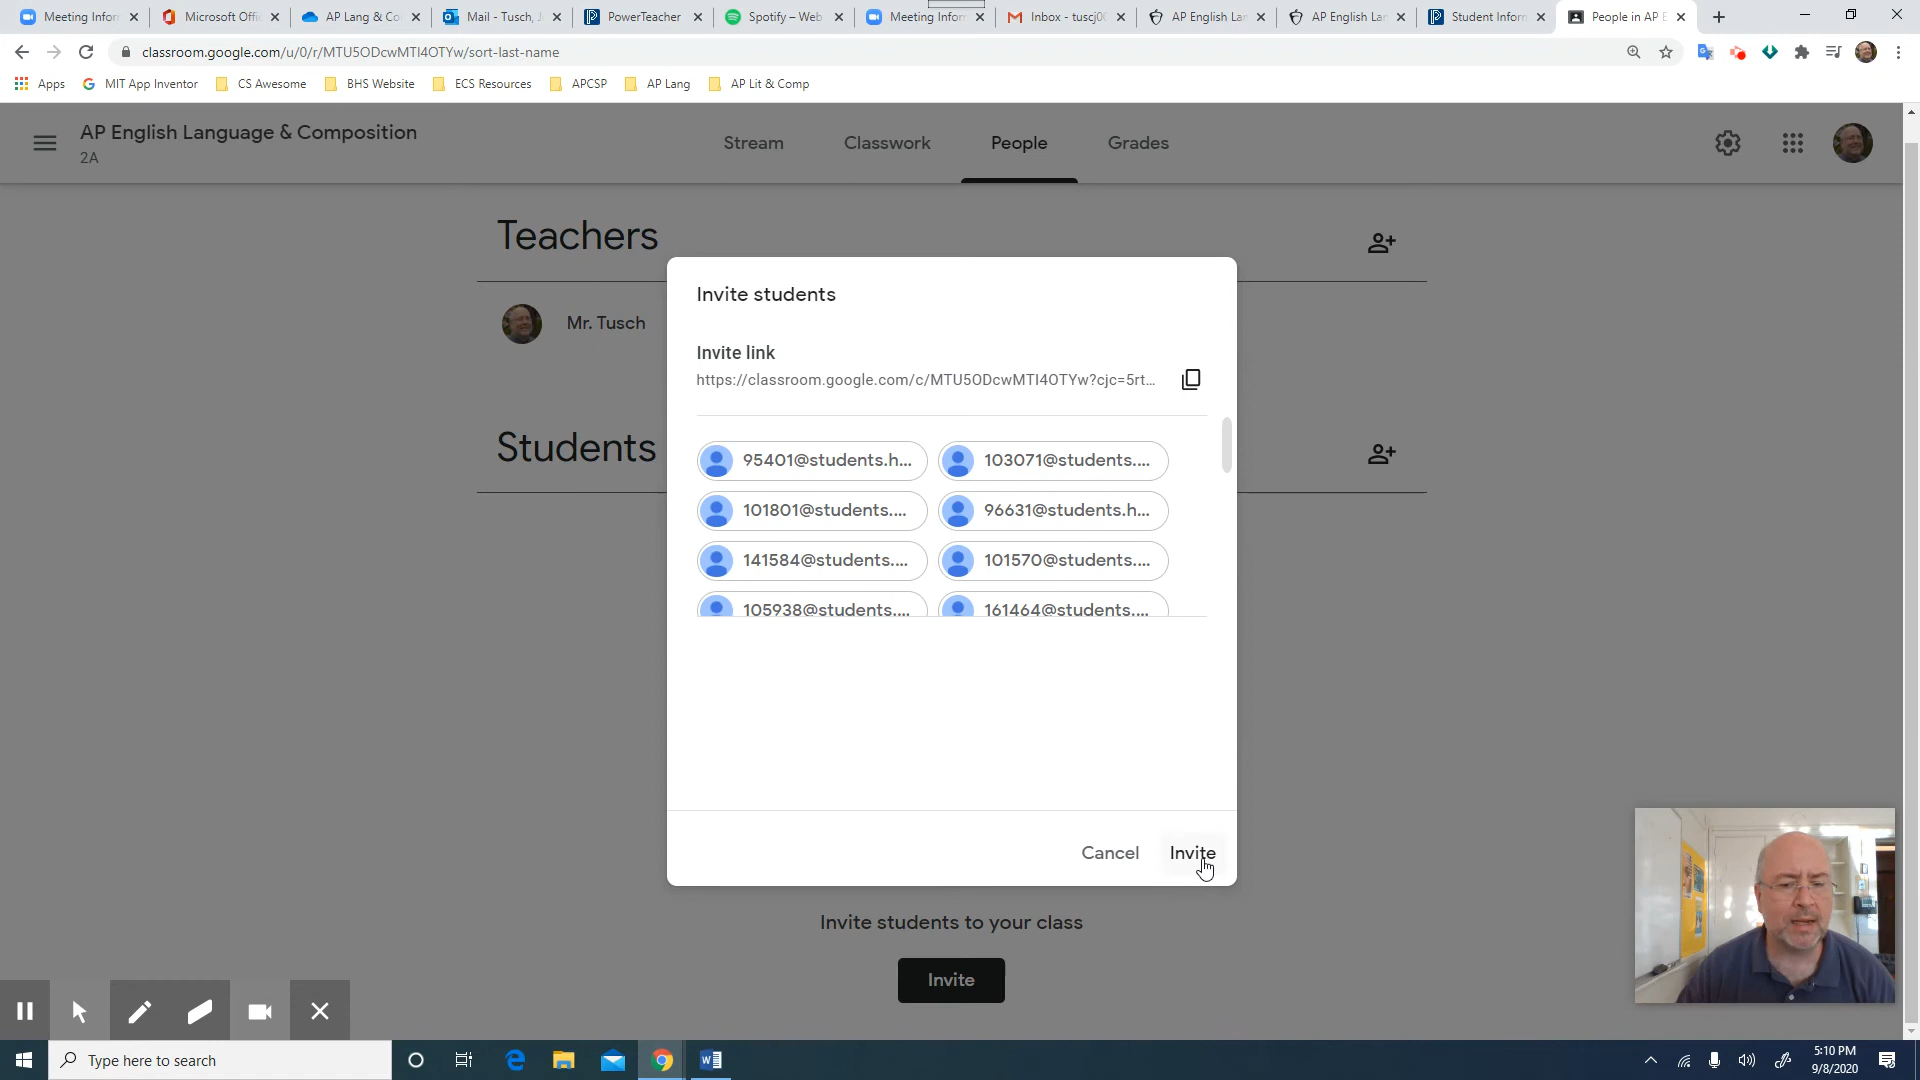 Meeting Infor
Microsoft Offi
AP Lang & Co
Mail - Tusch, J
PowerTeacher
Spotify – Web
Meeting Infor
Inbox - tuscj0
AP English Lan
AP English Lan
Student Infor
People in AP E
classroom.google.com/u/0/r/MTU5ODcwMTI4OTYw/sort-last-name
Apps
MIT App Inventor
CS Awesome
BHS Website
ECS Resources
APCSP
AP Lang
AP Lit & Comp
AP English Language & Composition
2A
Stream
Classwork
People
Grades
Teachers
Mr. Tusch
Students
Invite students
Invite link
https://classroom.google.com/c/MTU5ODcwMTI4OTYw?cjc=5rt...
95401@students.h...
103071@students....
101801@students....
96631@students.h...
141584@students....
101570@students....
105938@students....
161464@students....
Cancel
Invite
Invite students to your class
Invite
Type here to search
5:10 PM
9/8/2020